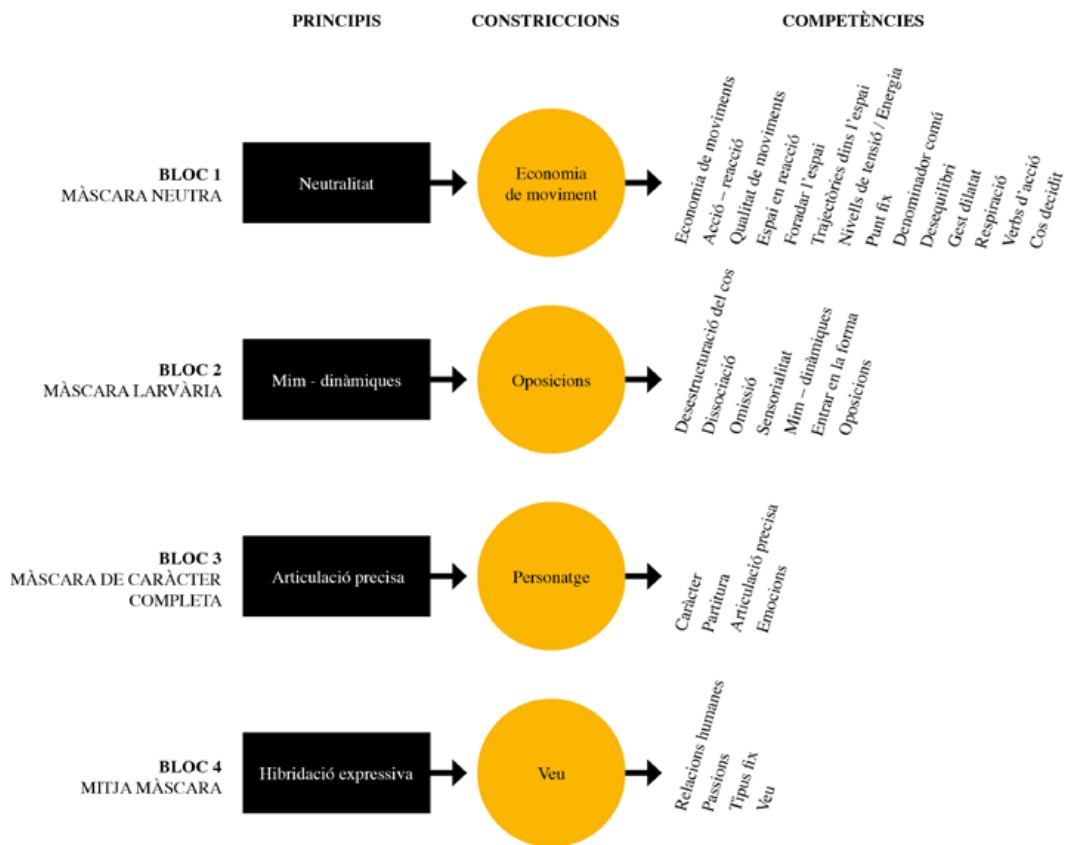 PRINCIPIS
CONSTRICCIONS
COMPETÈNCIES
BLOC 1
MÀSCARA NEUTRA
Neutralitat
Economia
de moviment
Economia de moviments
Acció – reacció
Qualitat de moviments
Espai en reacció
Foradar l'espai
Trajectòries dins l'espai
Nivells de tensió / Energia
Punt fix
Denominador comú
Desequilibri
Gest dilatat
Respiració
Verbs d'acció
Cos decidit
BLOC 2
MÀSCARA LARVÀRIA
Mim - dinàmiques
Oposicions
Desestructuració del cos
Dissociació
Omissió
Sensorialitat
Mim – dinàmiques
Entrar en la forma
Oposicions
BLOC 3
MÀSCARA DE CARÀCTER
COMPLETA
Articulació precisa
Personatge
Caràcter
Partitura
Articulació precisa
Emocions
BLOC 4
MITJA MÀSCARA
Hibridació expressiva
Veu
Relacions humanes
Passions
Tipus fix
Veu